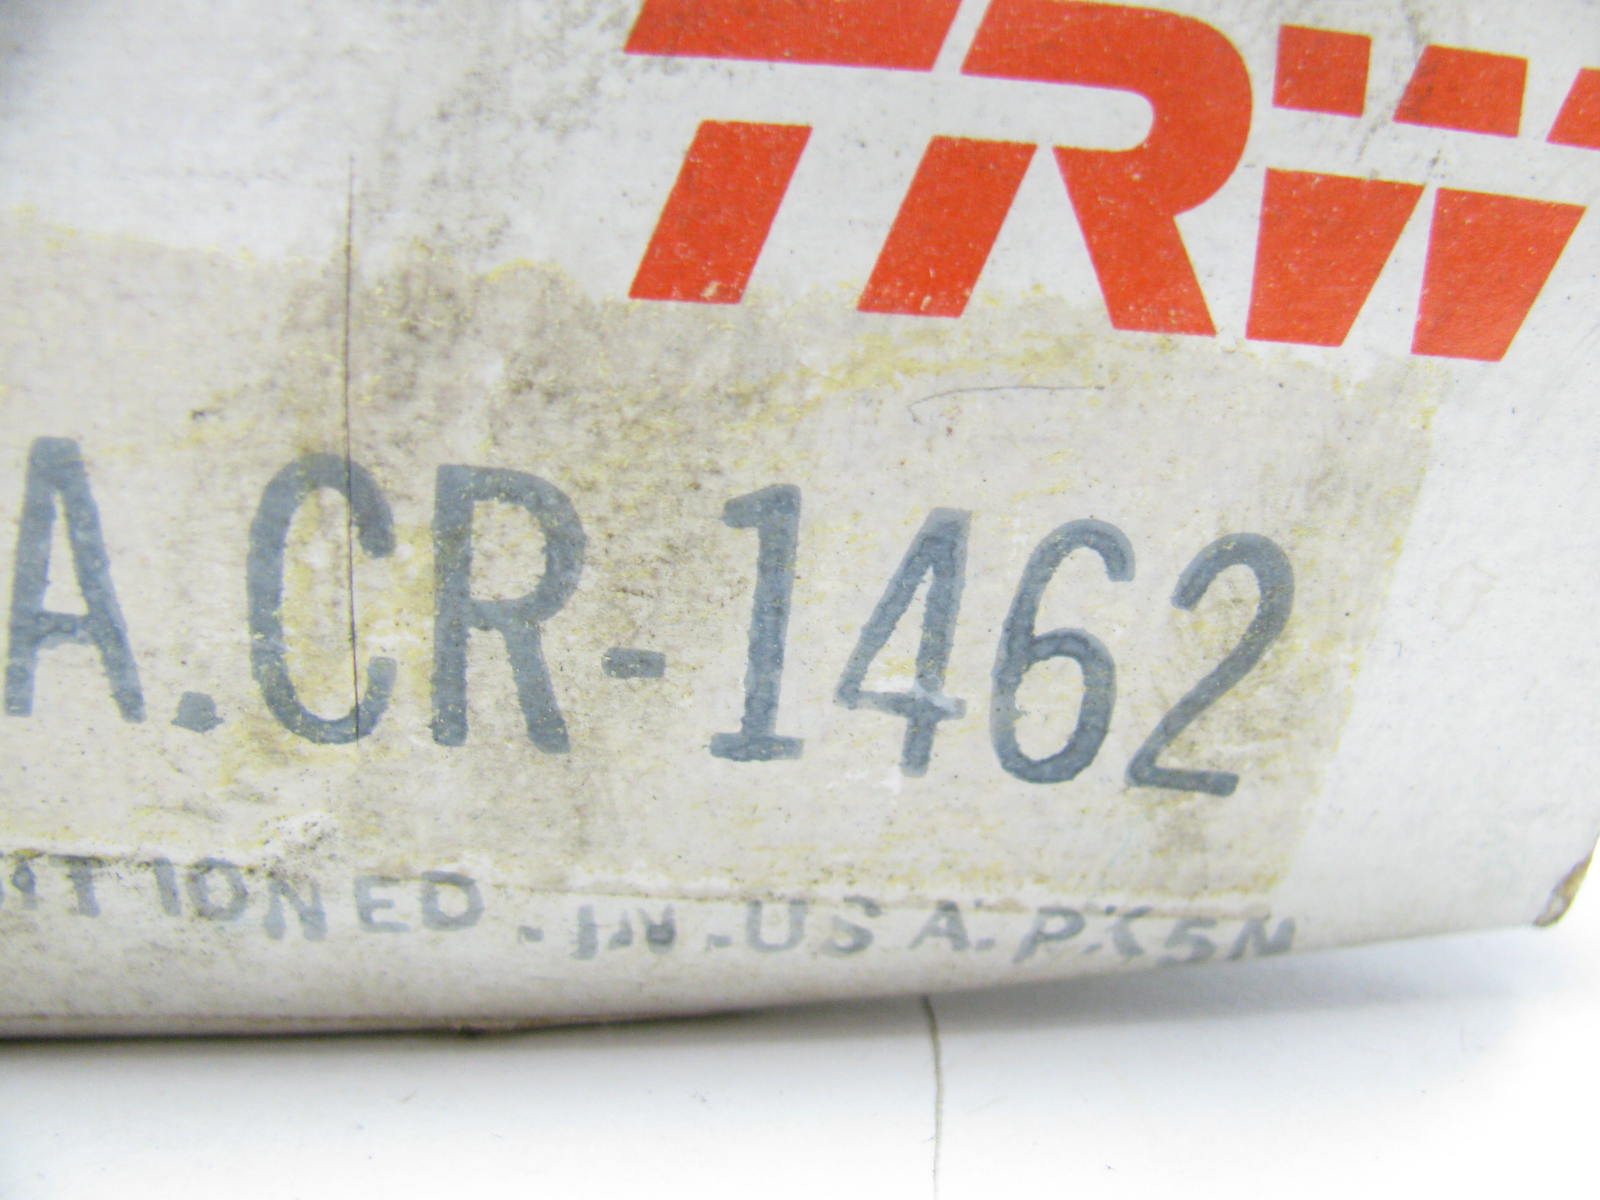 TRW
A.CR-1462
ITIONED.IN.USA.